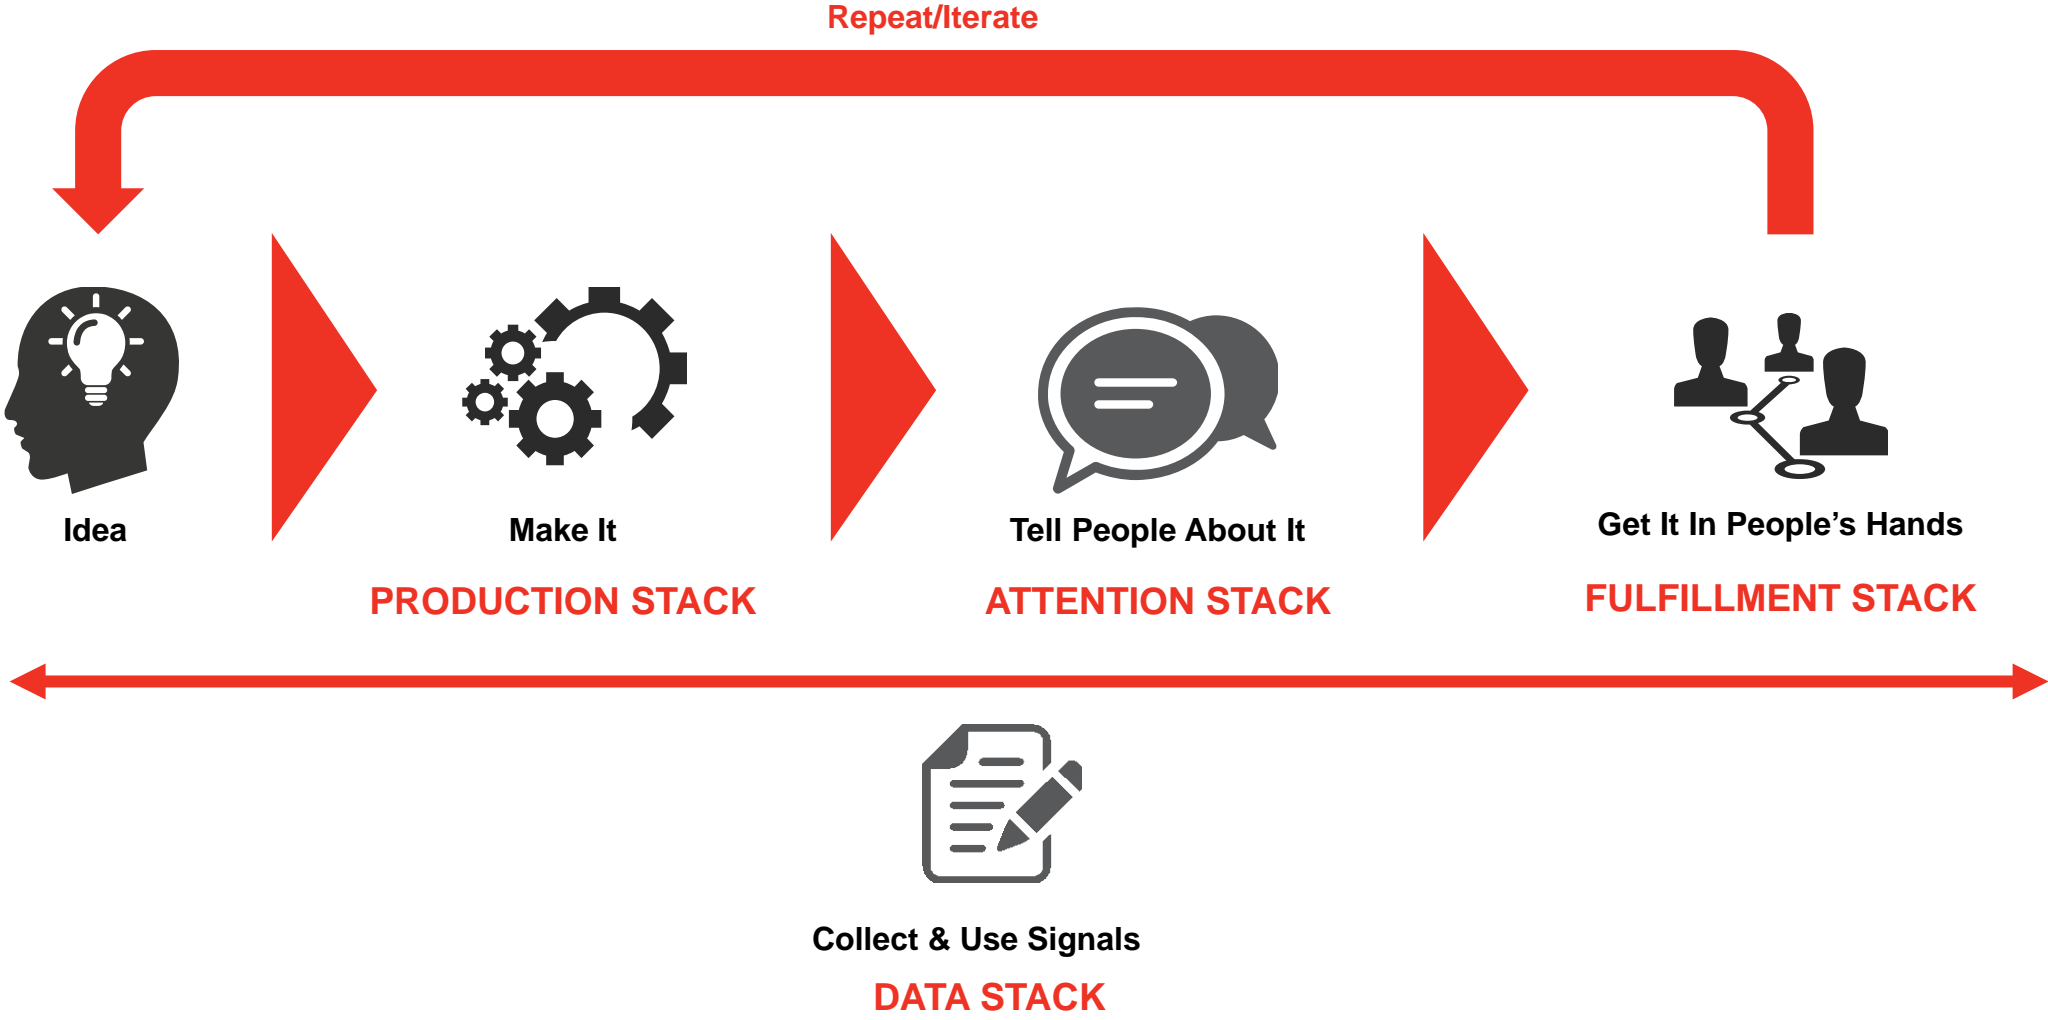 Repeat/Iterate
Idea
Make It
Tell People About It
Get It In People’s Hands
PRODUCTION STACK
ATTENTION STACK
FULFILLMENT STACK
Collect & Use Signals
DATA STACK